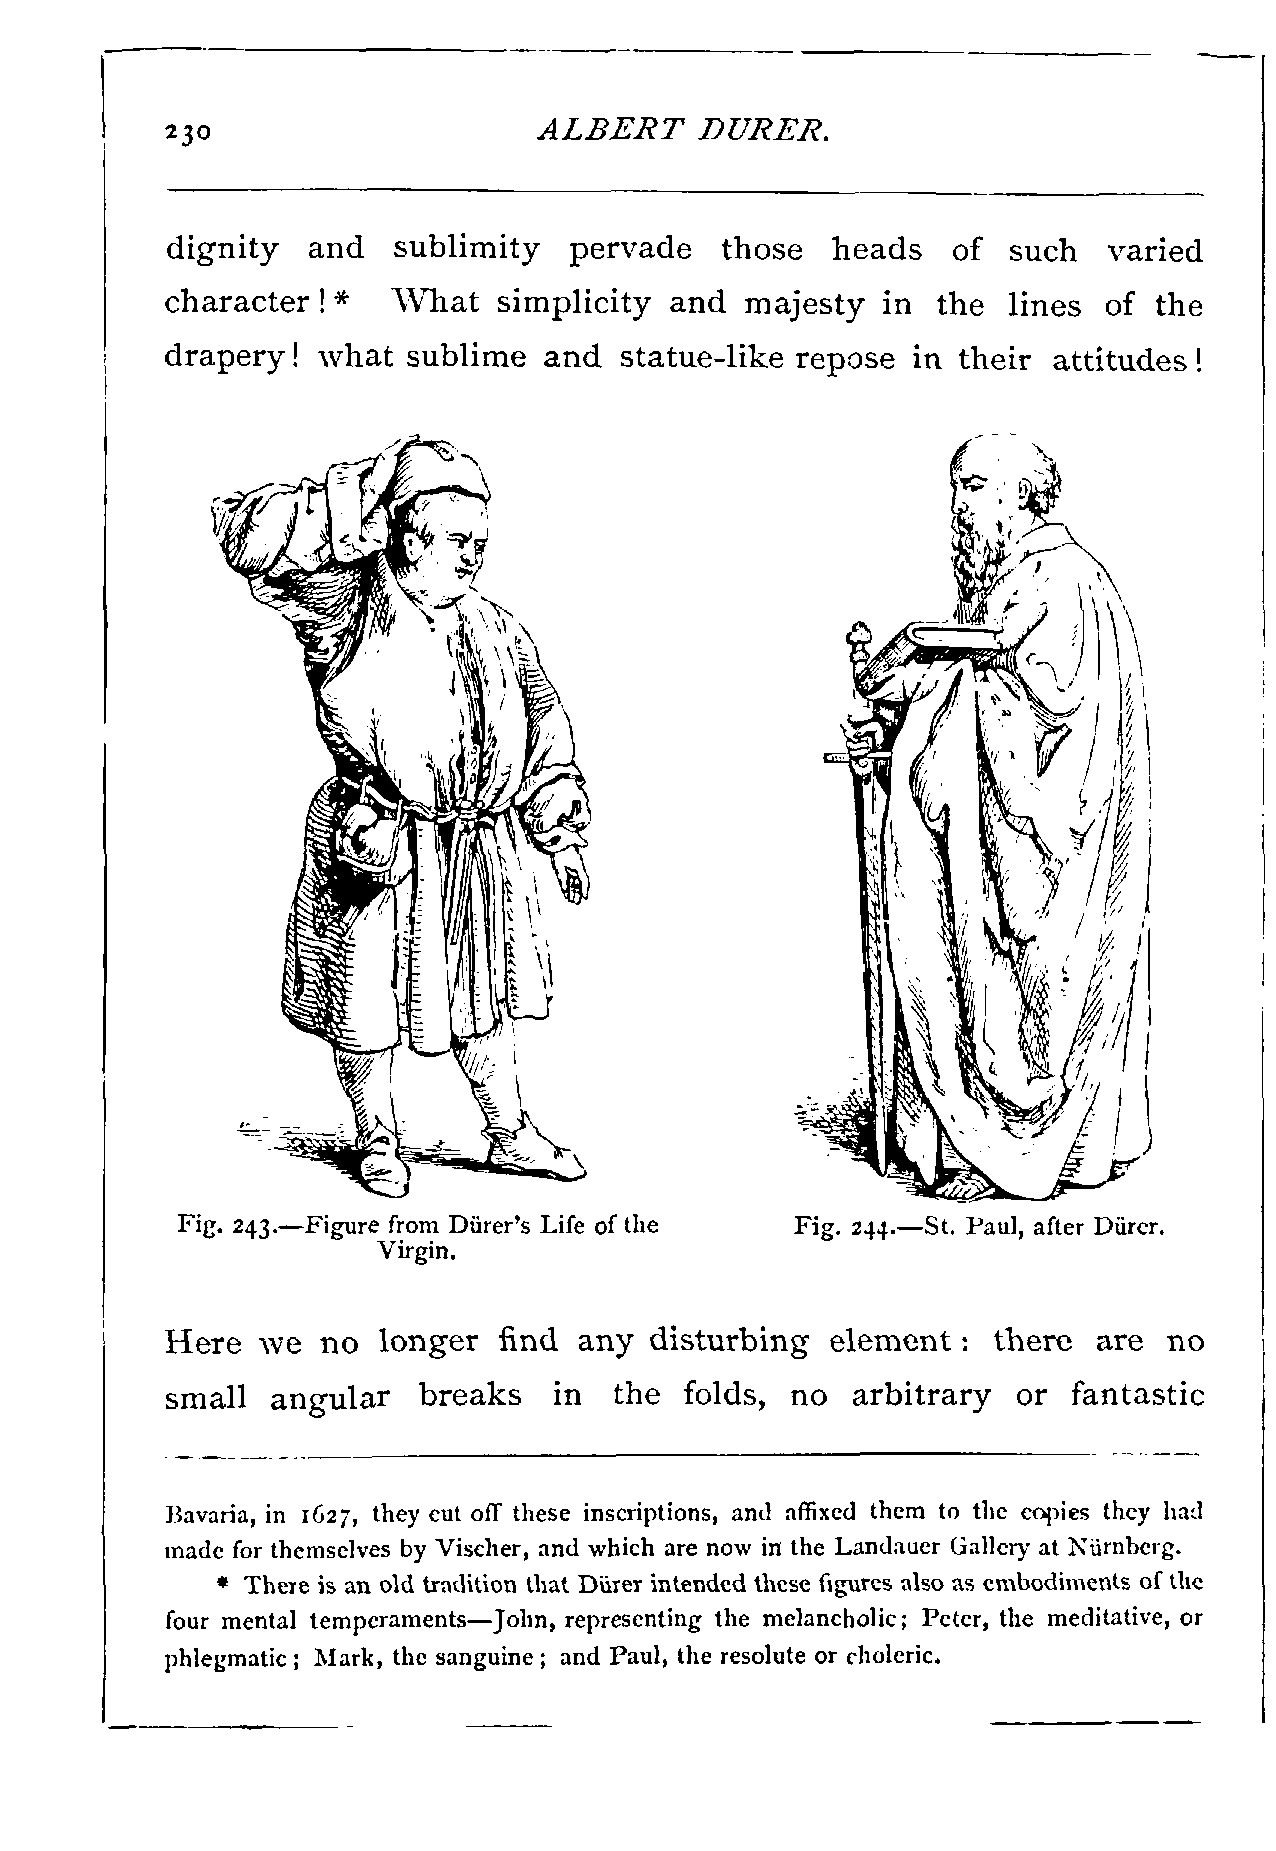 230 ALBERT DURER.
dignity and sublimity pervade those heads of such varied
character!* What simplicity and majesty in the lines of the
drapery! what sublime and statue-like repose in their attitudes!
Fig. 243.—Figure from Dürer's Life of the
Virgin.
Fig. 244.—St. Paul, after Dürer.
Here we no longer find any disturbing element: there are no
small angular breaks in the folds, no arbitrary or fantastic
Bavaria, in 1627, they cut off these inscriptions, and affixed them to the copies they had
made for themselves by Vischer, and which are now in the Landauer Gallery at Nürnberg.
* There is an old tradition that Dürer intended these figures also as embodiments of the
four mental temperaments—John, representing the melancholic; Peter, the meditative, or
phlegmatic; Mark, the sanguine; and Paul, the resolute or choleric.